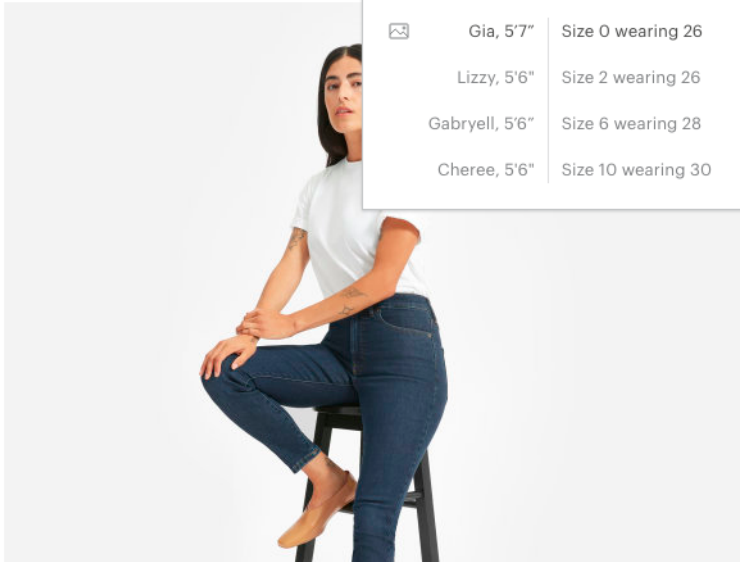 Gia, 5’7” Size 0 wearing 26
Lizzy, 5'6" Size 2 wearing 26
Gabryell, 5’6” Size 6 wearing 28
Cheree, 5'6" Size 10 wearing 30